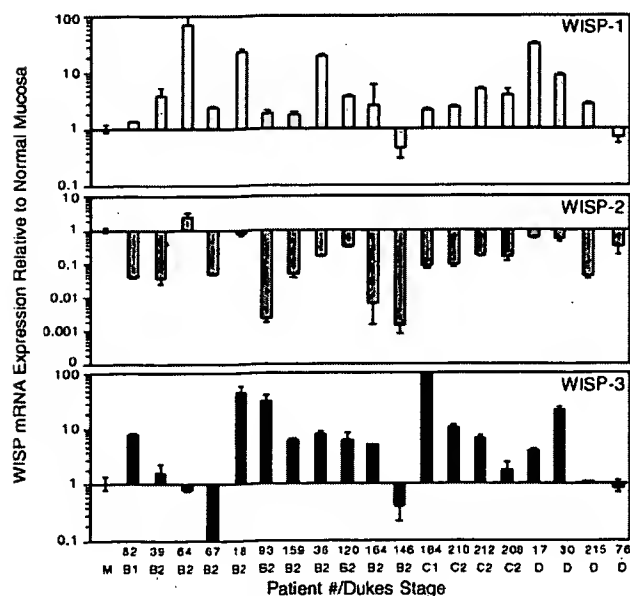 WISP mRNA Expression Relative to Normal Mucosa
100
10
1
0.1
WISP-1
10
1
0.1
0.01
0.001
0
WISP-2
100
10
1
0.1
WISP-3
82 39 64 67 18 93 159 36 120 164 146 184 210 212 208 17 30 215 76
M B1 B2 B2 B2 B2 B2 B2 B2 B2 B2 B2 C1 C2 C2 C2 D D D D
Patient #/Dukes Stage